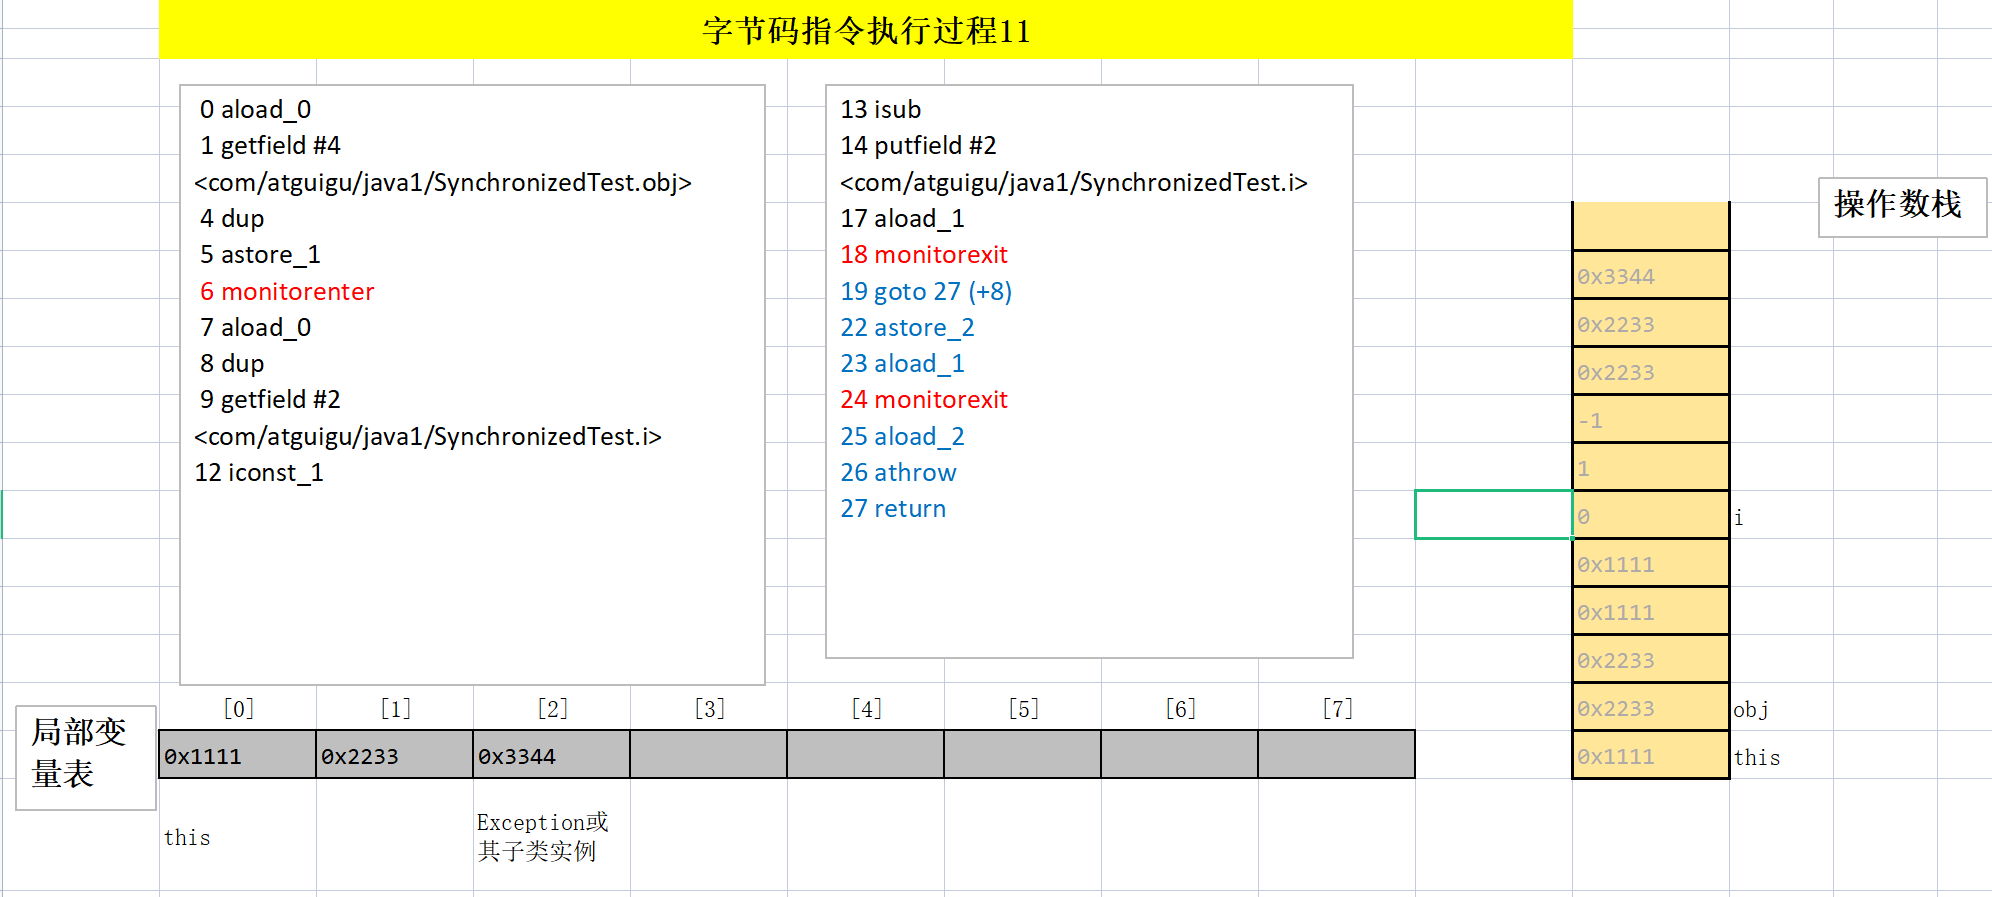 字节码指令执行过程11
0 aload_0
1 getfield #4
<com/atguigu/java1/SynchronizedTest.obj>
4 dup
5 astore_1
6 monitorenter
7 aload_0
8 dup
9 getfield #2
<com/atguigu/java1/SynchronizedTest.i>
12 iconst_1
13 isub
14 putfield #2
<com/atguigu/java1/SynchronizedTest.i>
17 aload_1
18 monitorexit
19 goto 27 (+8)
22 astore_2
23 aload_1
24 monitorexit
25 aload_2
26 athrow
27 return
操作数栈
0x3344
0x2233
0x2233
-1
1
0 i
0x1111
0x1111
0x2233
0x2233 obj
0x1111 this
[0] [1] [2] [3] [4] [5] [6] [7]
局部变
量表
0x1111 0x2233 0x3344
this
Exception或
其子类实例